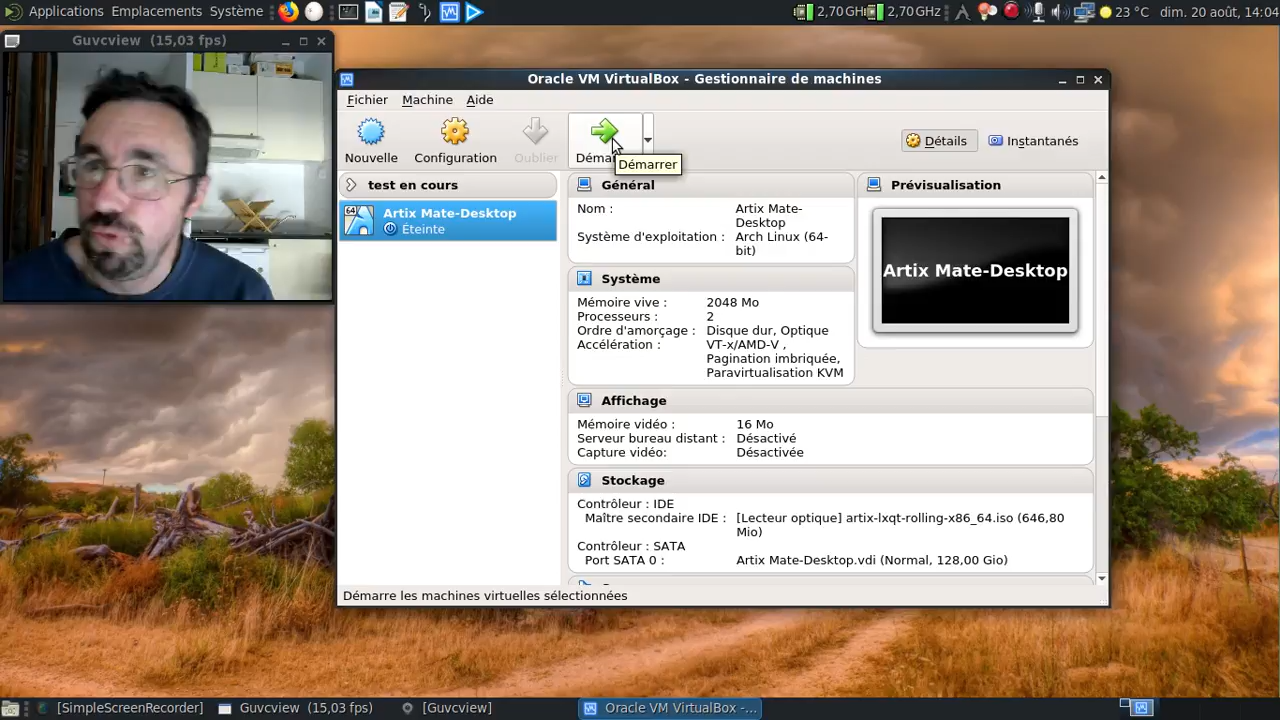 Applications Emplacements Système
2,70 GHz 2,70 GHz 23 °C dim. 20 août, 14:04
Guvcview (15,03 fps)
Oracle VM VirtualBox - Gestionnaire de machines
Fichier Machine Aide
Nouvelle Configuration Oublier Démar
Démarrer
Détails Instantanés
test en cours
64 Artix Mate-Desktop
Éteinte
Général
Nom : Artix Mate-
Desktop
Système d'exploitation : Arch Linux (64-
bit)
Prévisualisation
Artix Mate-Desktop
Système
Mémoire vive : 2048 Mo
Processeurs : 2
Ordre d'amorçage : Disque dur, Optique
Accélération : VT-x/AMD-V ,
Pagination imbriquée,
Paravirtualisation KVM
Affichage
Mémoire vidéo : 16 Mo
Serveur bureau distant : Désactivé
Capture vidéo: Désactivée
Stockage
Contrôleur : IDE
Maître secondaire IDE : [Lecteur optique] artix-lxqt-rolling-x86_64.iso (646,80
Mio)
Contrôleur : SATA
Port SATA 0 : Artix Mate-Desktop.vdi (Normal, 128,00 Gio)
Démarre les machines virtuelles sélectionnées
[SimpleScreenRecorder] Guvcview (15,03 fps) [Guvcview] Oracle VM VirtualBox -...